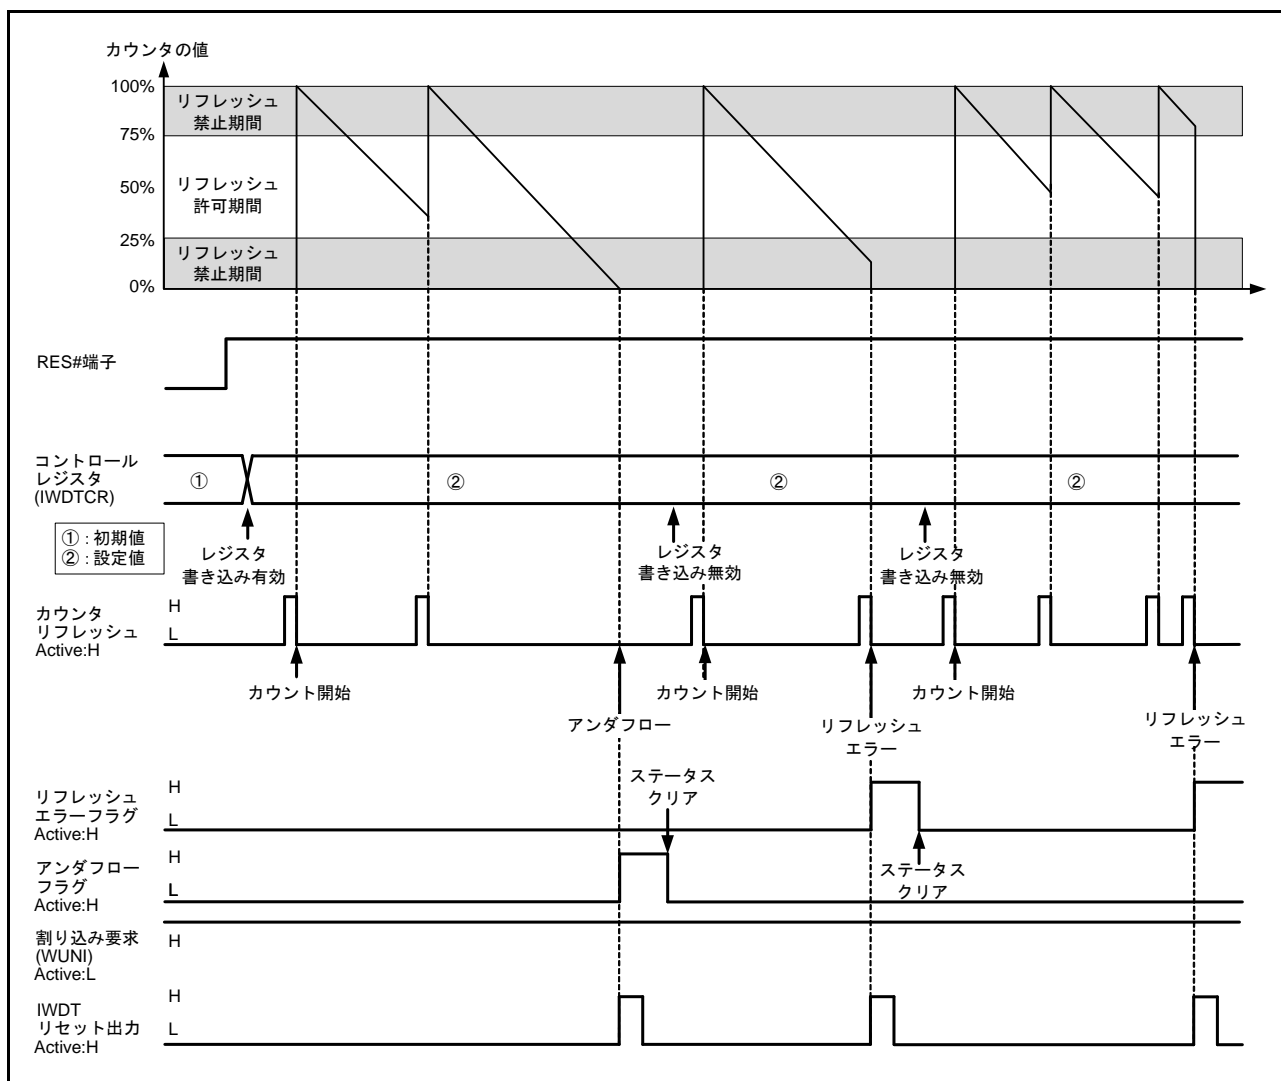 カウンタの値
100%
リフレッシュ
禁止期間
75%
50%
リフレッシュ
許可期間
25%
リフレッシュ
禁止期間
0%
RES#端子
コントロール
レジスタ
(IWDTCR)
①
②
②
②
①:初期値
②:設定値
レジスタ
書き込み有効
レジスタ
書き込み無効
レジスタ
書き込み無効
カウンタ
リフレッシュ
Active:H
H
L
カウント開始
カウント開始
カウント開始
アンダフロー
リフレッシュ
エラー
リフレッシュ
エラー
リフレッシュ
エラーフラグ
Active:H
H
L
ステータス
クリア
アンダフロー
フラグ
Active:H
H
L
ステータス
クリア
割り込み要求
(WUNI)
Active:L
H
IWDT
リセット出力
Active:H
H
L